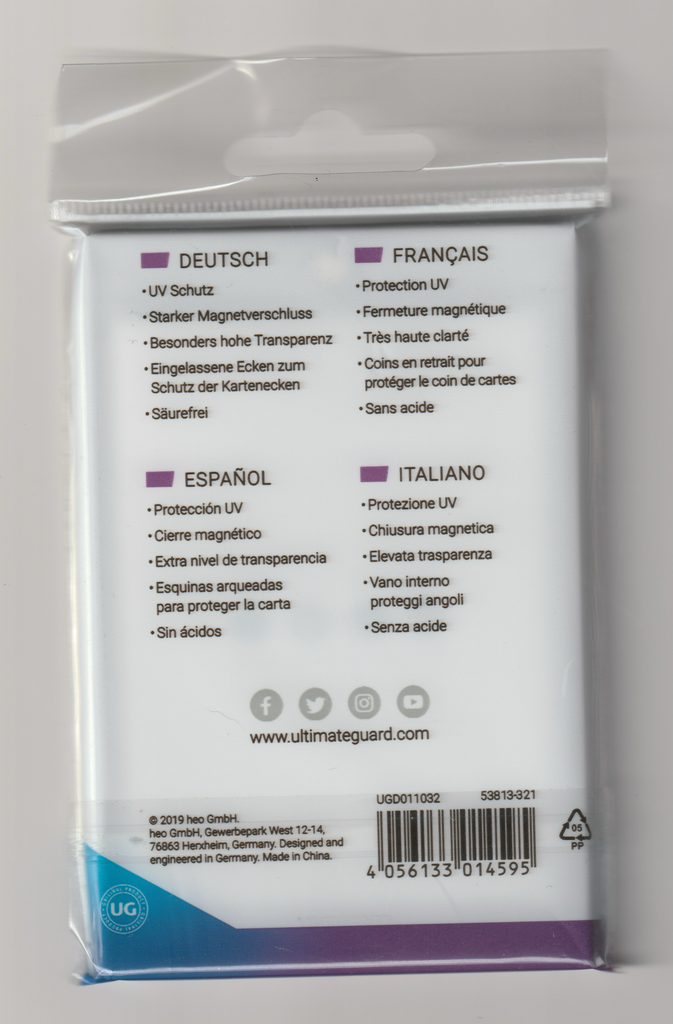 DEUTSCH
•UV Schutz
•Starker Magnetverschluss
•Besonders hohe Transparenz
•Eingelassene Ecken zum
Schutz der Kartenecken
•Säurefrei
FRANÇAIS
•Protection UV
•Fermeture magnétique
•Très haute clarté
•Coins en retrait pour
protéger le coin de cartes
•Sans acide
ESPAÑOL
•Protección UV
•Cierre magnético
•Extra nivel de transparencia
•Esquinas arqueadas
para proteger la carta
•Sin ácidos
ITALIANO
•Protezione UV
•Chiusura magnetica
•Elevata trasparenza
•Vano interno
proteggi angoli
•Senza acide
www.ultimateguard.com
© 2019 heo GmbH.
heo GmbH, Gewerbepark West 12-14,
76863 Herxheim, Germany. Designed and
engineered in Germany. Made in China.
UGD011032 53813-321
4 056133 014595
05
PP
ORIGINAL PRODUCT
UG
ORIGINAL PRODUCT